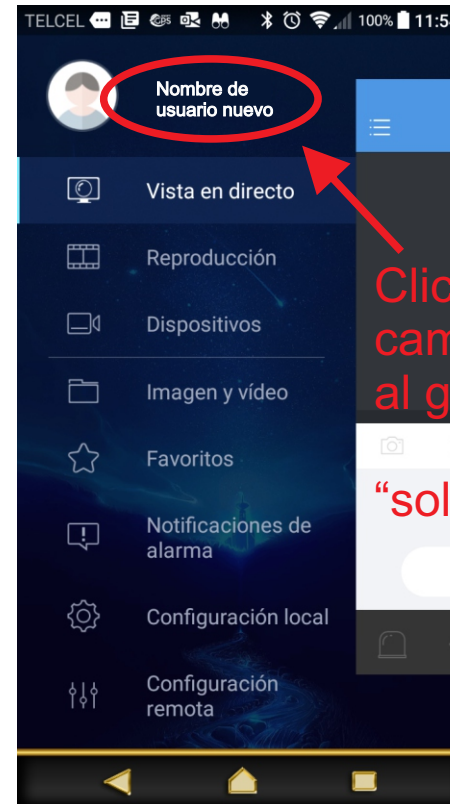 TELCEL 100% 11:54
Nombre de
usuario nuevo
Vista en directo
Reproducción
Dispositivos
Imagen y vídeo
Favoritos
Notificaciones de
alarma
Configuración local
Configuración
remota
Clic
cam
al g
“sol